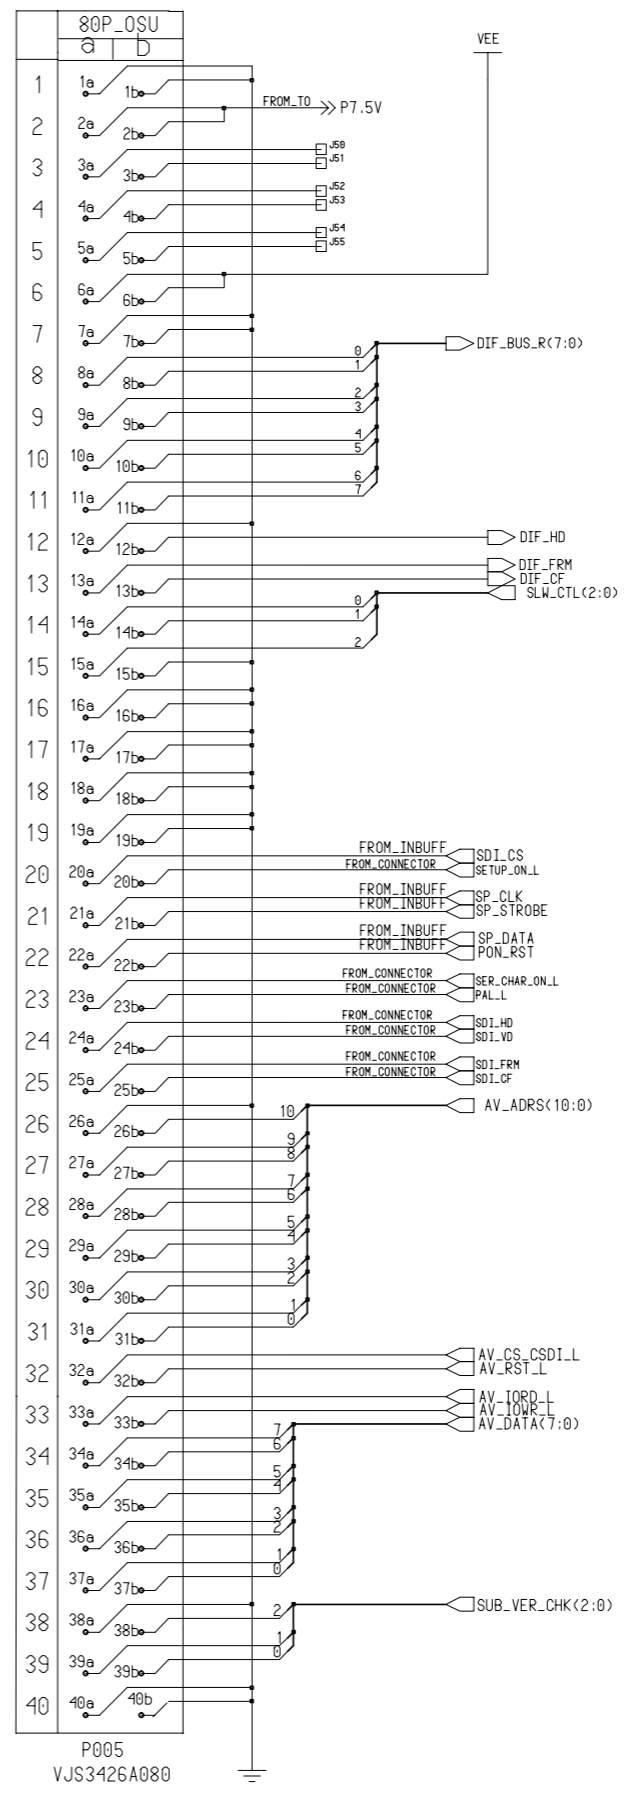 80P_OSU
a b
VEE
1 1a 1b
FROM_TO P7.5V
2 2a 2b
J50
J51
3 3a 3b
J52
J53
4 4a 4b
J54
J55
5 5a 5b
6 6a 6b
7 7a 7b
0 DIF_BUS_R(7:0)
1
8 8a 8b
2
3
9 9a 9b
4
5
10 10a 10b
6
7
11 11a 11b
12 12a 12b DIF_HD
DIF_FRM
13 13a 13b DIF_CF
0 SLW_CTL(2:0)
1
14 14a 14b
2
15 15a 15b
16 16a 16b
17 17a 17b
18 18a 18b
19 19a 19b
FROM_INBUFF SDI_CS
20 20a 20b FROM_CONNECTOR SETUP_ON_L
FROM_INBUFF SP_CLK
21 21a 21b FROM_INBUFF SP_STROBE
FROM_INBUFF SP_DATA
22 22a 22b FROM_INBUFF PON_RST
FROM_CONNECTOR SER_CHAR_ON_L
23 23a 23b FROM_CONNECTOR PAL_L
FROM_CONNECTOR SDI_HD
24 24a 24b FROM_CONNECTOR SDI_VD
FROM_CONNECTOR SDI_FRM
25 25a 25b FROM_CONNECTOR SDI_CF
10 AV_ADRS(10:0)
26 26a 26b
9
8
27 27a 27b
7
6
28 28a 28b
5
4
29 29a 29b
3
2
30 30a 30b
1
0
31 31a 31b
AV_CS_CSDI_L
32 32a 32b AV_RST_L
AV_IORD_L
33 33a 33b AV_IOWR_L
7 AV_DATA(7:0)
6
34 34a 34b
5
4
35 35a 35b
3
2
36 36a 36b
1
0
37 37a 37b
2 SUB_VER_CHK(2:0)
38 38a 38b
1
0
39 39a 39b
40 40a 40b
P005
VJS3426A080